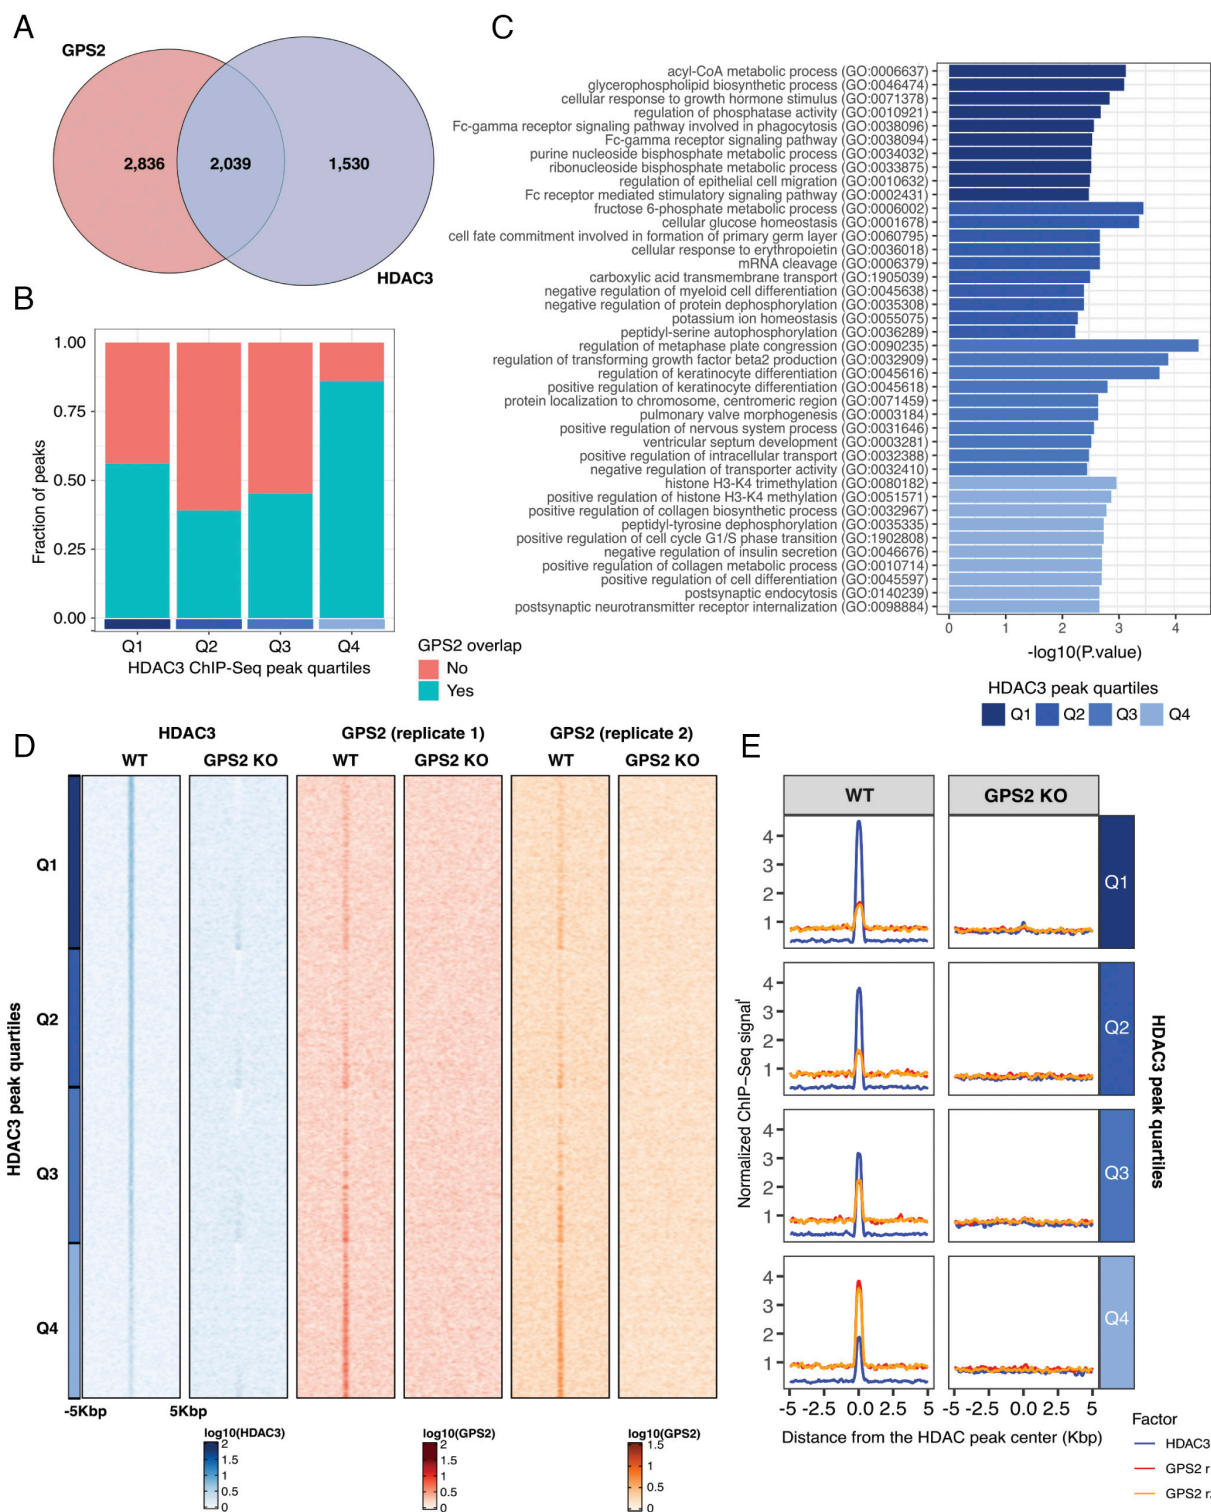 A
GPS2
2,836
2,039
1,530
HDAC3
B
1.00
0.75
0.50
0.25
0.00
Fraction of peaks
Q1 Q2 Q3 Q4
HDAC3 ChIP-Seq peak quartiles
GPS2 overlap
No
Yes
C
acyl-CoA metabolic process (GO:0006637)
glycerophospholipid biosynthetic process (GO:0046474)
cellular response to growth hormone stimulus (GO:0071378)
regulation of phosphatase activity (GO:0010921)
Fc-gamma receptor signaling pathway involved in phagocytosis (GO:0038096)
Fc-gamma receptor signaling pathway (GO:0038094)
purine nucleoside bisphosphate metabolic process (GO:0034032)
ribonucleoside bisphosphate metabolic process (GO:0033875)
regulation of epithelial cell migration (GO:0010632)
Fc receptor mediated stimulatory signaling pathway (GO:0002431)
fructose 6-phosphate metabolic process (GO:0006002)
cellular glucose homeostasis (GO:0001678)
cell fate commitment involved in formation of primary germ layer (GO:0060795)
cellular response to erythropoietin (GO:0036018)
mRNA cleavage (GO:0006379)
carboxylic acid transmembrane transport (GO:1905039)
negative regulation of myeloid cell differentiation (GO:0045638)
negative regulation of protein dephosphorylation (GO:0035308)
potassium ion homeostasis (GO:0055075)
peptidyl-serine autophosphorylation (GO:0036289)
regulation of metaphase plate congression (GO:0090235)
regulation of transforming growth factor beta2 production (GO:0032909)
regulation of keratinocyte differentiation (GO:0045616)
positive regulation of keratinocyte differentiation (GO:0045618)
protein localization to chromosome, centromeric region (GO:0071459)
pulmonary valve morphogenesis (GO:0003184)
positive regulation of nervous system process (GO:0031646)
ventricular septum development (GO:0003281)
positive regulation of intracellular transport (GO:0032388)
negative regulation of transporter activity (GO:0032410)
histone H3-K4 trimethylation (GO:0080182)
positive regulation of histone H3-K4 methylation (GO:0051571)
positive regulation of collagen biosynthetic process (GO:0032967)
peptidyl-tyrosine dephosphorylation (GO:0035335)
positive regulation of cell cycle G1/S phase transition (GO:1902808)
negative regulation of insulin secretion (GO:0046676)
positive regulation of collagen metabolic process (GO:0010714)
positive regulation of cell differentiation (GO:0045597)
postsynaptic endocytosis (GO:0140239)
postsynaptic neurotransmitter receptor internalization (GO:0098884)
0 1 2 3 4
-log10(P.value)
HDAC3 peak quartiles
Q1 Q2 Q3 Q4
D
HDAC3 GPS2 (replicate 1) GPS2 (replicate 2)
WT GPS2 KO WT GPS2 KO WT GPS2 KO
Q1
Q2
Q3
Q4
HDAC3 peak quartiles
-5Kbp 5Kbp
log10(HDAC3)
2
1.5
1
0.5
0
log10(GPS2)
2
1.5
1
0.5
0
log10(GPS2)
1.5
1
0.5
0
E
WT GPS2 KO
4
3
2
1
Q1
4
3
2
1
Q2
4
3
2
1
Q3
4
3
2
1
Q4
Normalized ChIP-Seq signal
HDAC3 peak quartiles
-5 -2.5 0.0 2.5 5 -5 -2.5 0.0 2.5 5
Distance from the HDAC peak center (Kbp)
Factor
HDAC3
GPS2 r
GPS2 r